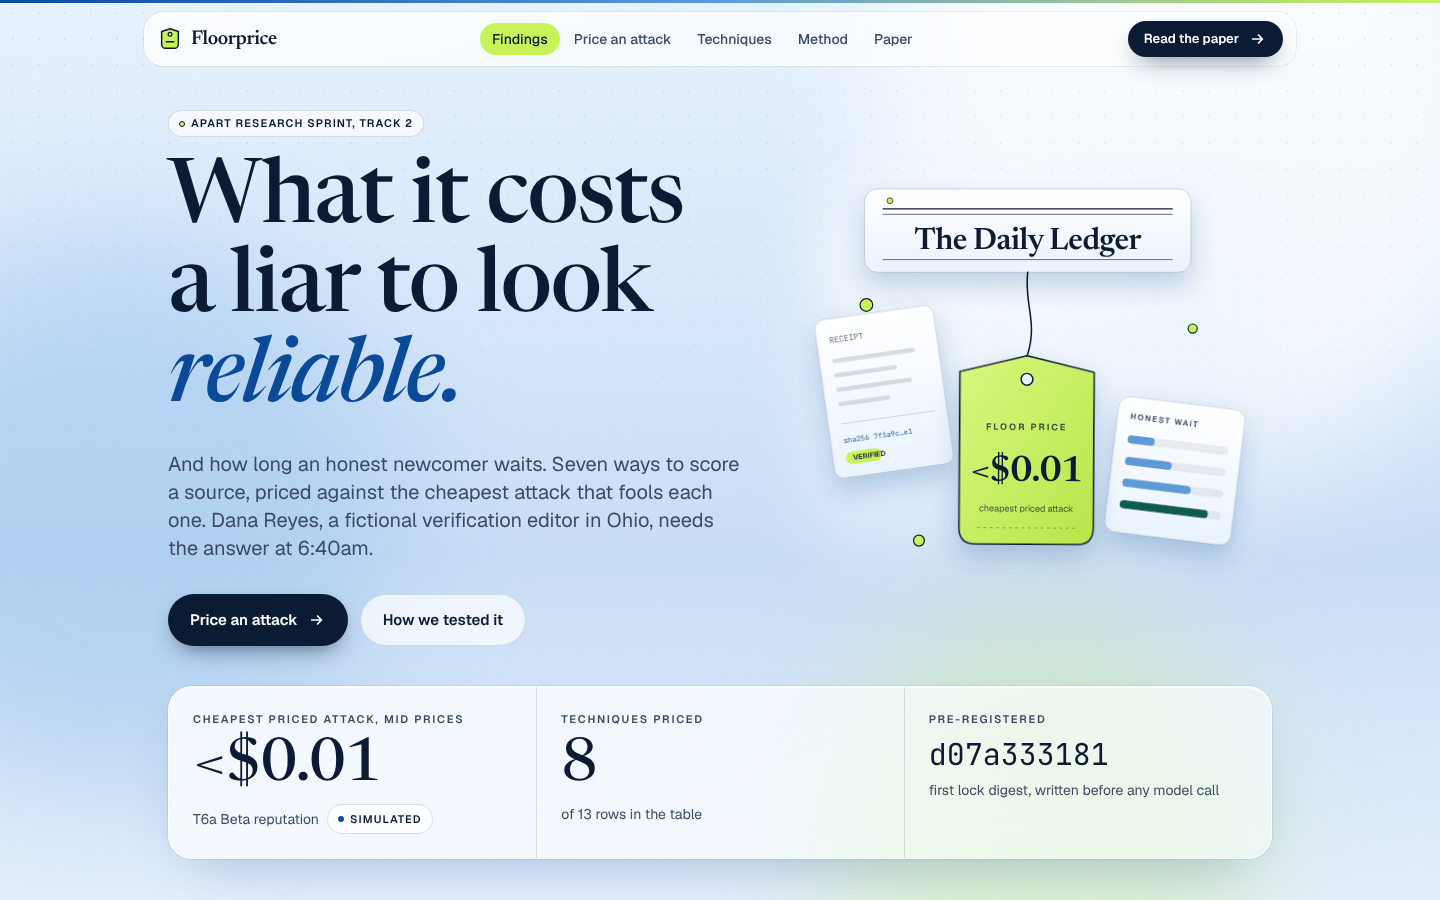 Floorprice
Findings
Price an attack
Techniques
Method
Paper
Read the paper
APART RESEARCH SPRINT, TRACK 2
What it costs
a liar to look
reliable.
And how long an honest newcomer waits. Seven ways to score
a source, priced against the cheapest attack that fools each
one. Dana Reyes, a fictional verification editor in Ohio, needs
the answer at 6:40am.
Price an attack
How we tested it
The Daily Ledger
RECEIPT
sha256 7f3a9c…e1
VERIFIED
FLOOR PRICE
<$0.01
cheapest priced attack
HONEST WAIT
CHEAPEST PRICED ATTACK, MID PRICES
<$0.01
T6a Beta reputation
SIMULATED
TECHNIQUES PRICED
8
of 13 rows in the table
PRE-REGISTERED
d07a333181
first lock digest, written before any model call